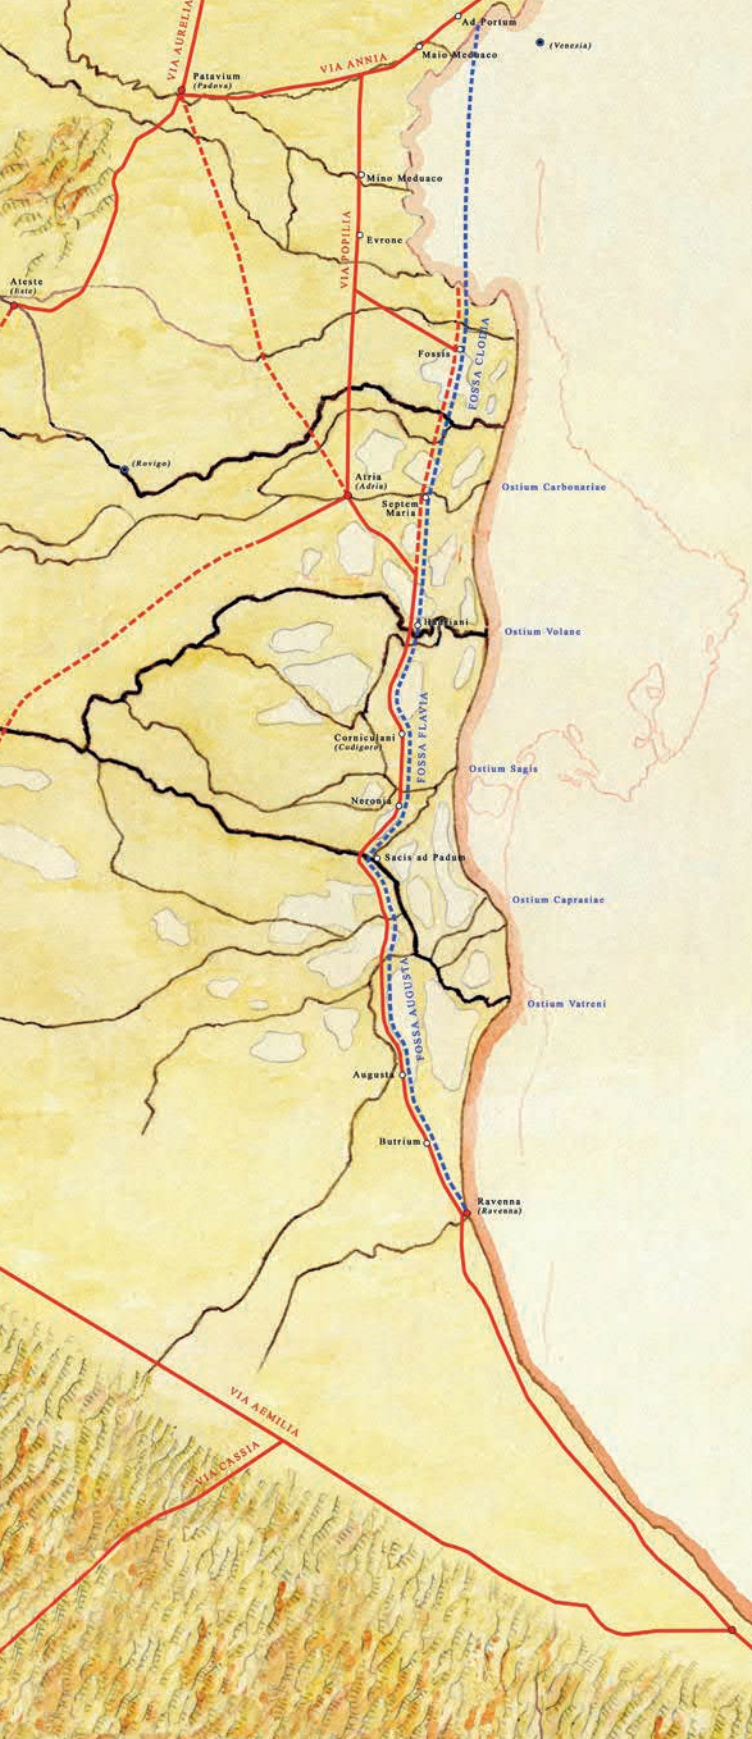 Ad Portum
VIA AURELIA
(Venezia)
Maio Meduaco
VIA ANNIA
Patavium
(Padova)
Mino Meduaco
Evrone
VIA POPILIA
Ateste
(Este)
Fossis
FOSSA CLODIA
(Rovigo)
Atria
(Adria)
Ostium Carbonariae
Septem
Maria
Hadriani
Ostium Volane
FOSSA FLAVIA
Corniculani
(Codigoro)
Ostium Sagis
Neronia
Sacis ad Padum
Ostium Caprasiae
FOSSA AUGUSTA
Ostium Vatreni
Augusta
Butrium
Ravenna
(Ravenna)
VIA AEMILIA
VIA CASSIA